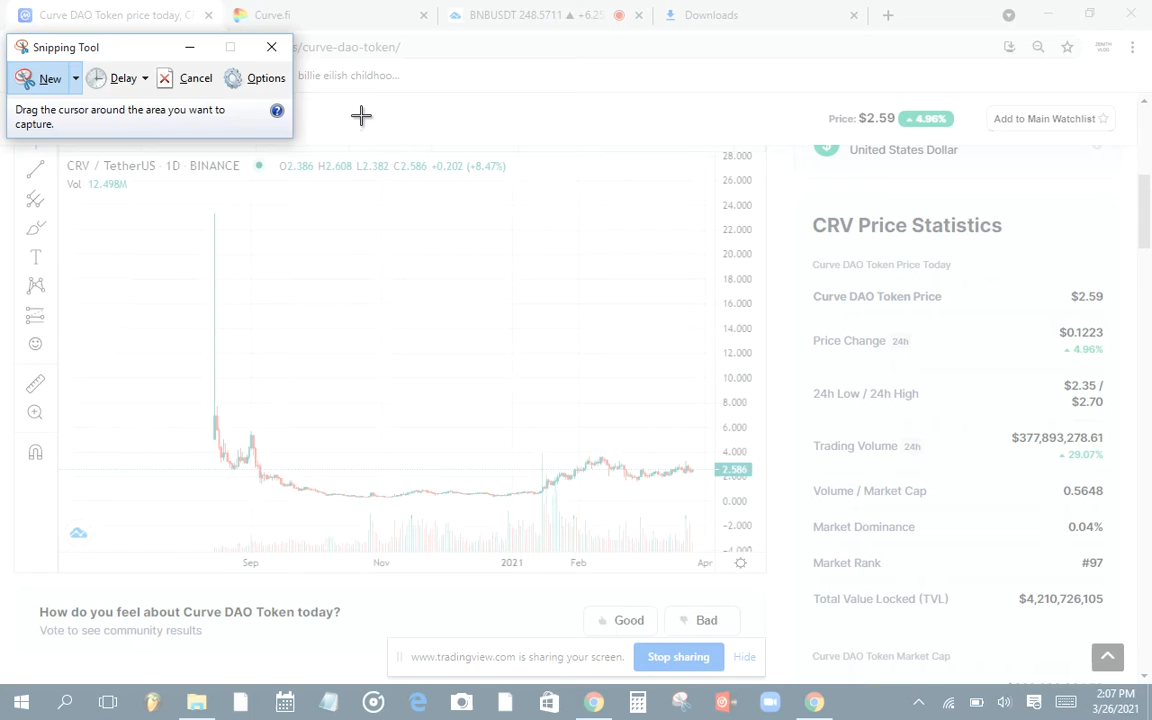 Curve DAO Token price today, C
Curve.fi
BNBUSDT 248.5711 ▲ +6.25
Downloads
Snipping Tool
s/curve-dao-token/
New
Delay
Cancel
Options
billie eilish childhoo...
Drag the cursor around the area you want to
capture.
Price: $2.59
4.96%
Add to Main Watchlist
United States Dollar
CRV / TetherUS · 1D · BINANCE
O2.386 H2.608 L2.382 C2.586 +0.202 (+8.47%)
Vol 12.498M
28.000
26.000
24.000
22.000
20.000
18.000
16.000
14.000
12.000
10.000
8.000
6.000
4.000
2.586
2.000
0.000
-2.000
-4.000
Sep
Nov
2021
Feb
Apr
CRV Price Statistics
Curve DAO Token Price Today
Curve DAO Token Price
$2.59
Price Change 24h
$0.1223
4.96%
24h Low / 24h High
$2.35 /
$2.70
Trading Volume 24h
$377,893,278.61
29.07%
Volume / Market Cap
0.5648
Market Dominance
0.04%
Market Rank
#97
Total Value Locked (TVL)
$4,210,726,105
Curve DAO Token Market Cap
How do you feel about Curve DAO Token today?
Vote to see community results
Good
Bad
www.tradingview.com is sharing your screen.
Stop sharing
Hide
2:07 PM
3/26/2021